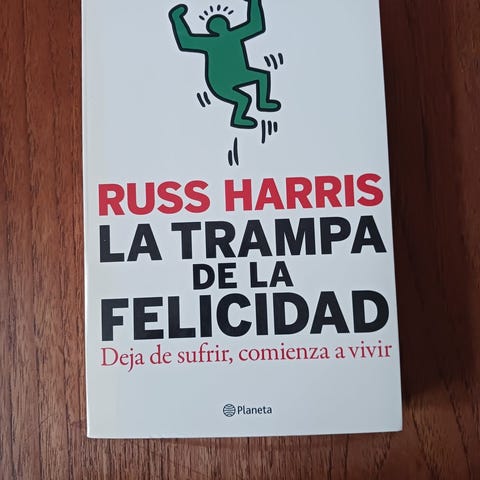 RUSS HARRIS
LA TRAMPA
DE LA
FELICIDAD
Deja de sufrir, comienza a vivir
Planeta